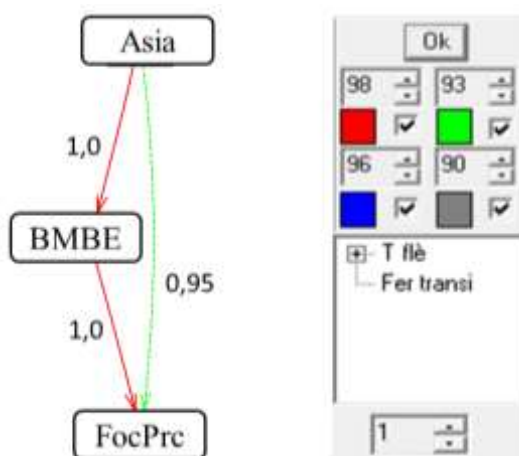 Asia
1,0
BMBE
1,0
0,95
FocPrc
Ok
98 93
96 90
T flè
Fer transi
1